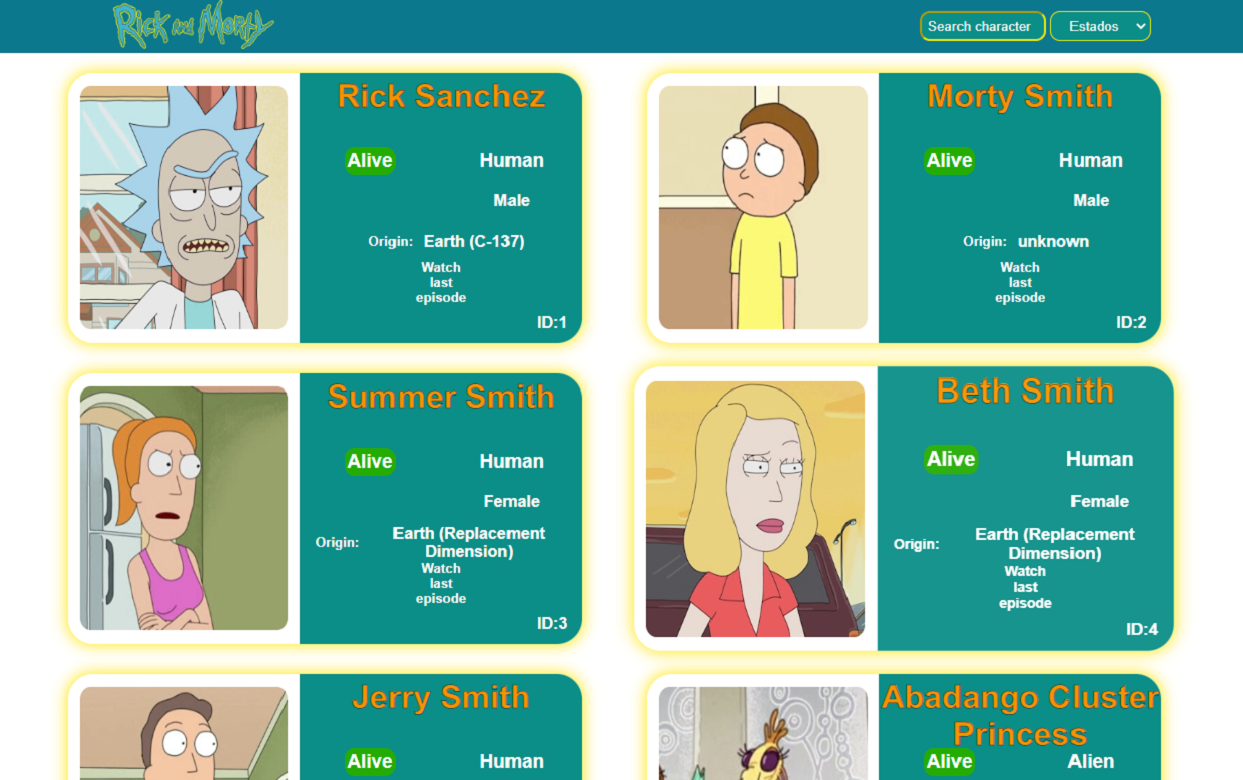 Rick and Morty
Search character
Estados
Rick Sanchez
Alive
Human
Male
Origin: Earth (C-137)
Watch
last
episode
ID:1
Morty Smith
Alive
Human
Male
Origin: unknown
Watch
last
episode
ID:2
Summer Smith
Alive
Human
Female
Origin: Earth (Replacement
Dimension)
Watch
last
episode
ID:3
Beth Smith
Alive
Human
Female
Origin: Earth (Replacement
Dimension)
Watch
last
episode
ID:4
Jerry Smith
Alive
Human
Abadango Cluster
Princess
Alive
Alien